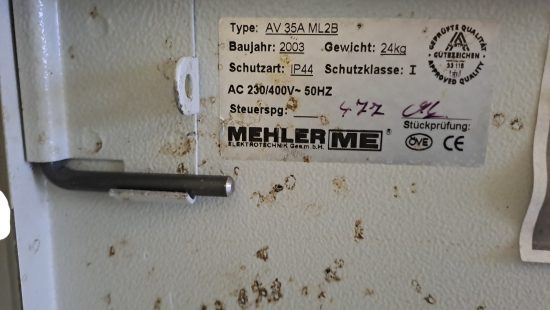 Type: AV 35A ML2B
Baujahr: 2003 Gewicht: 24kg
Schutzart: IP44 Schutzklasse: I
AC 230/400V~ 50HZ
Steuerspg: 477
Stückprüfung:
MEHLER ME ®
ELEKTROTECHNIK Ges.m.b.H.
ÖVE CE
GEPRÜFTE QUALITÄT
GÜTEZEICHEN
APPROVED QUALITY